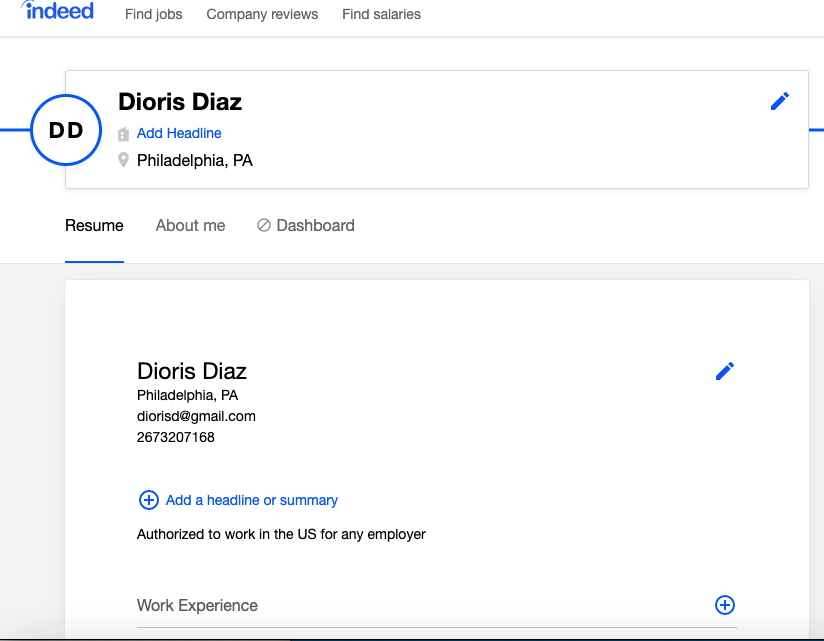 indeed Find jobs Company reviews Find salaries
DD
Dioris Diaz
Add Headline
Philadelphia, PA
Resume About me Dashboard
Dioris Diaz
Philadelphia, PA
diorisd@gmail.com
2673207168
Add a headline or summary
Authorized to work in the US for any employer
Work Experience